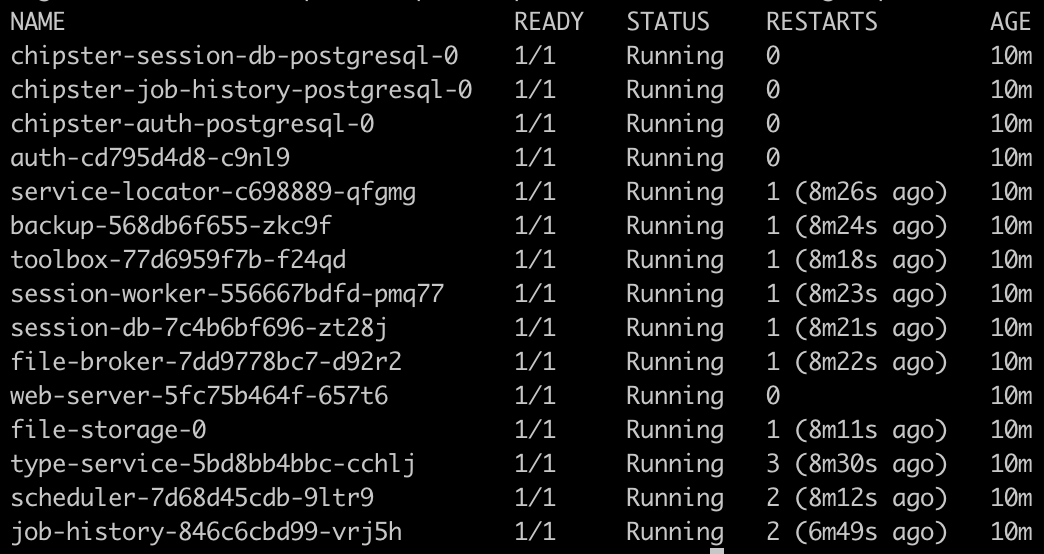 NAME READY STATUS RESTARTS AGE
chipster-session-db-postgresql-0 1/1 Running 0 10m
chipster-job-history-postgresql-0 1/1 Running 0 10m
chipster-auth-postgresql-0 1/1 Running 0 10m
auth-cd795d4d8-c9nl9 1/1 Running 0 10m
service-locator-c698889-qfgmg 1/1 Running 1 (8m26s ago) 10m
backup-568db6f655-zkc9f 1/1 Running 1 (8m24s ago) 10m
toolbox-77d6959f7b-f24qd 1/1 Running 1 (8m18s ago) 10m
session-worker-556667bdfd-pmq77 1/1 Running 1 (8m23s ago) 10m
session-db-7c4b6bf696-zt28j 1/1 Running 1 (8m21s ago) 10m
file-broker-7dd9778bc7-d92r2 1/1 Running 1 (8m22s ago) 10m
web-server-5fc75b464f-657t6 1/1 Running 0 10m
file-storage-0 1/1 Running 1 (8m11s ago) 10m
type-service-5bd8bb4bbc-cchlj 1/1 Running 3 (8m30s ago) 10m
scheduler-7d68d45cdb-9ltr9 1/1 Running 2 (8m12s ago) 10m
job-history-846c6cbd99-vrj5h 1/1 Running 2 (6m49s ago) 10m